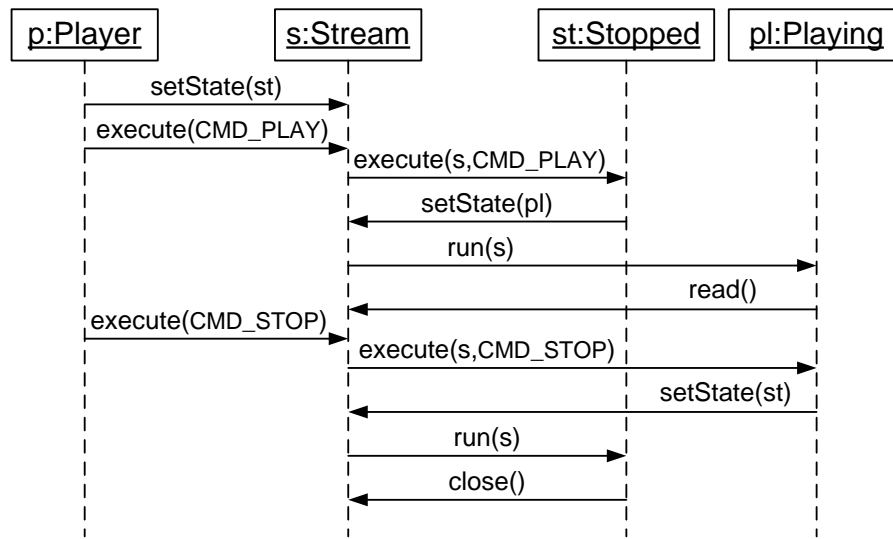 p:Player
s:Stream
st:Stopped
pl:Playing
setState(st)
execute(CMD_PLAY)
execute(s,CMD_PLAY)
setState(pl)
run(s)
read()
execute(CMD_STOP)
execute(s,CMD_STOP)
setState(st)
run(s)
close()